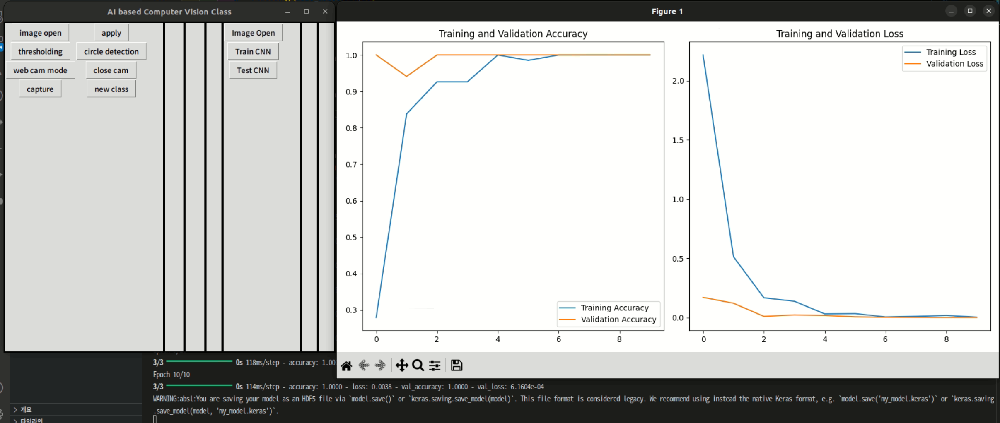 AI based Computer Vision Class
image open
apply
thresholding
circle detection
web cam mode
close cam
capture
new class
Image Open
Train CNN
Test CNN
Figure 1
Training and Validation Accuracy
1.0
0.9
0.8
0.7
0.6
0.5
0.4
0.3
0 2 4 6 8
Training Accuracy
Validation Accuracy
Training and Validation Loss
2.0
1.5
1.0
0.5
0.0
0 2 4 6 8
Training Loss
Validation Loss
3/3 0s 118ms/step - accuracy:
Epoch 10/10
3/3 0s 114ms/step - accuracy: 1.0000 - loss: 0.0038 - val_accuracy: 1.0000 - val_loss: 6.1604e-04
WARNING:absl:You are saving your model as an HDF5 file via `model.save()` or `keras.saving.save_model(model)`. This file format is considered legacy. We recommend using instead the native Keras format, e.g. `model.save('my_model.keras')` or `keras.saving
.save_model(model, 'my_model.keras')`.
개요
타임라인